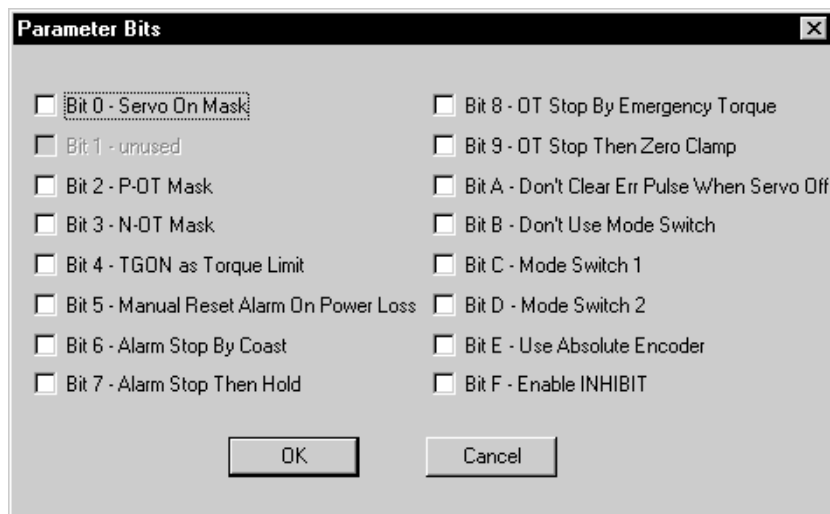 Parameter Bits
Bit 0 - Servo On Mask
Bit 1 - unused
Bit 2 - P-OT Mask
Bit 3 - N-OT Mask
Bit 4 - TGON as Torque Limit
Bit 5 - Manual Reset Alarm On Power Loss
Bit 6 - Alarm Stop By Coast
Bit 7 - Alarm Stop Then Hold
Bit 8 - OT Stop By Emergency Torque
Bit 9 - OT Stop Then Zero Clamp
Bit A - Don't Clear Err Pulse When Servo Off
Bit B - Don't Use Mode Switch
Bit C - Mode Switch 1
Bit D - Mode Switch 2
Bit E - Use Absolute Encoder
Bit F - Enable INHIBIT
OK
Cancel